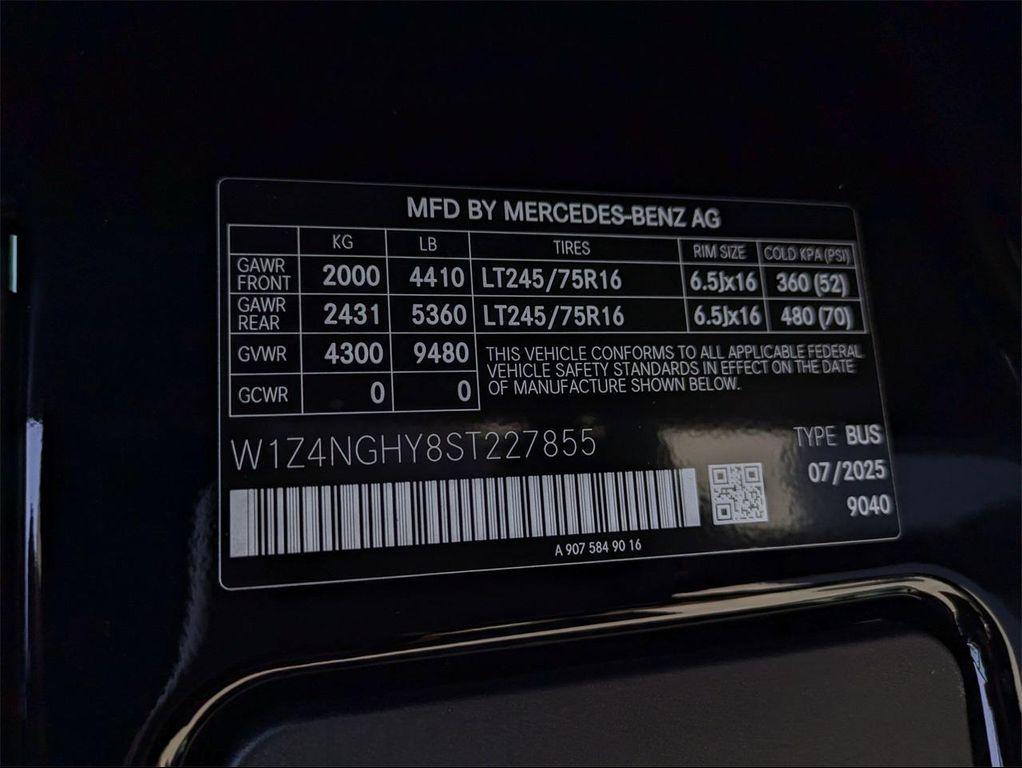 MFD BY MERCEDES-BENZ AG
KG LB TIRES RIM SIZE COLD KPA (PSI)
GAWR FRONT 2000 4410 LT245/75R16 6.5Jx16 360 (52)
GAWR REAR 2431 5360 LT245/75R16 6.5Jx16 480 (70)
GVWR 4300 9480
GCWR 0 0
THIS VEHICLE CONFORMS TO ALL APPLICABLE FEDERAL
VEHICLE SAFETY STANDARDS IN EFFECT ON THE DATE
OF MANUFACTURE SHOWN BELOW.
W1Z4NGHY8ST227855
TYPE BUS
07/2025
9040
A 907 584 90 16